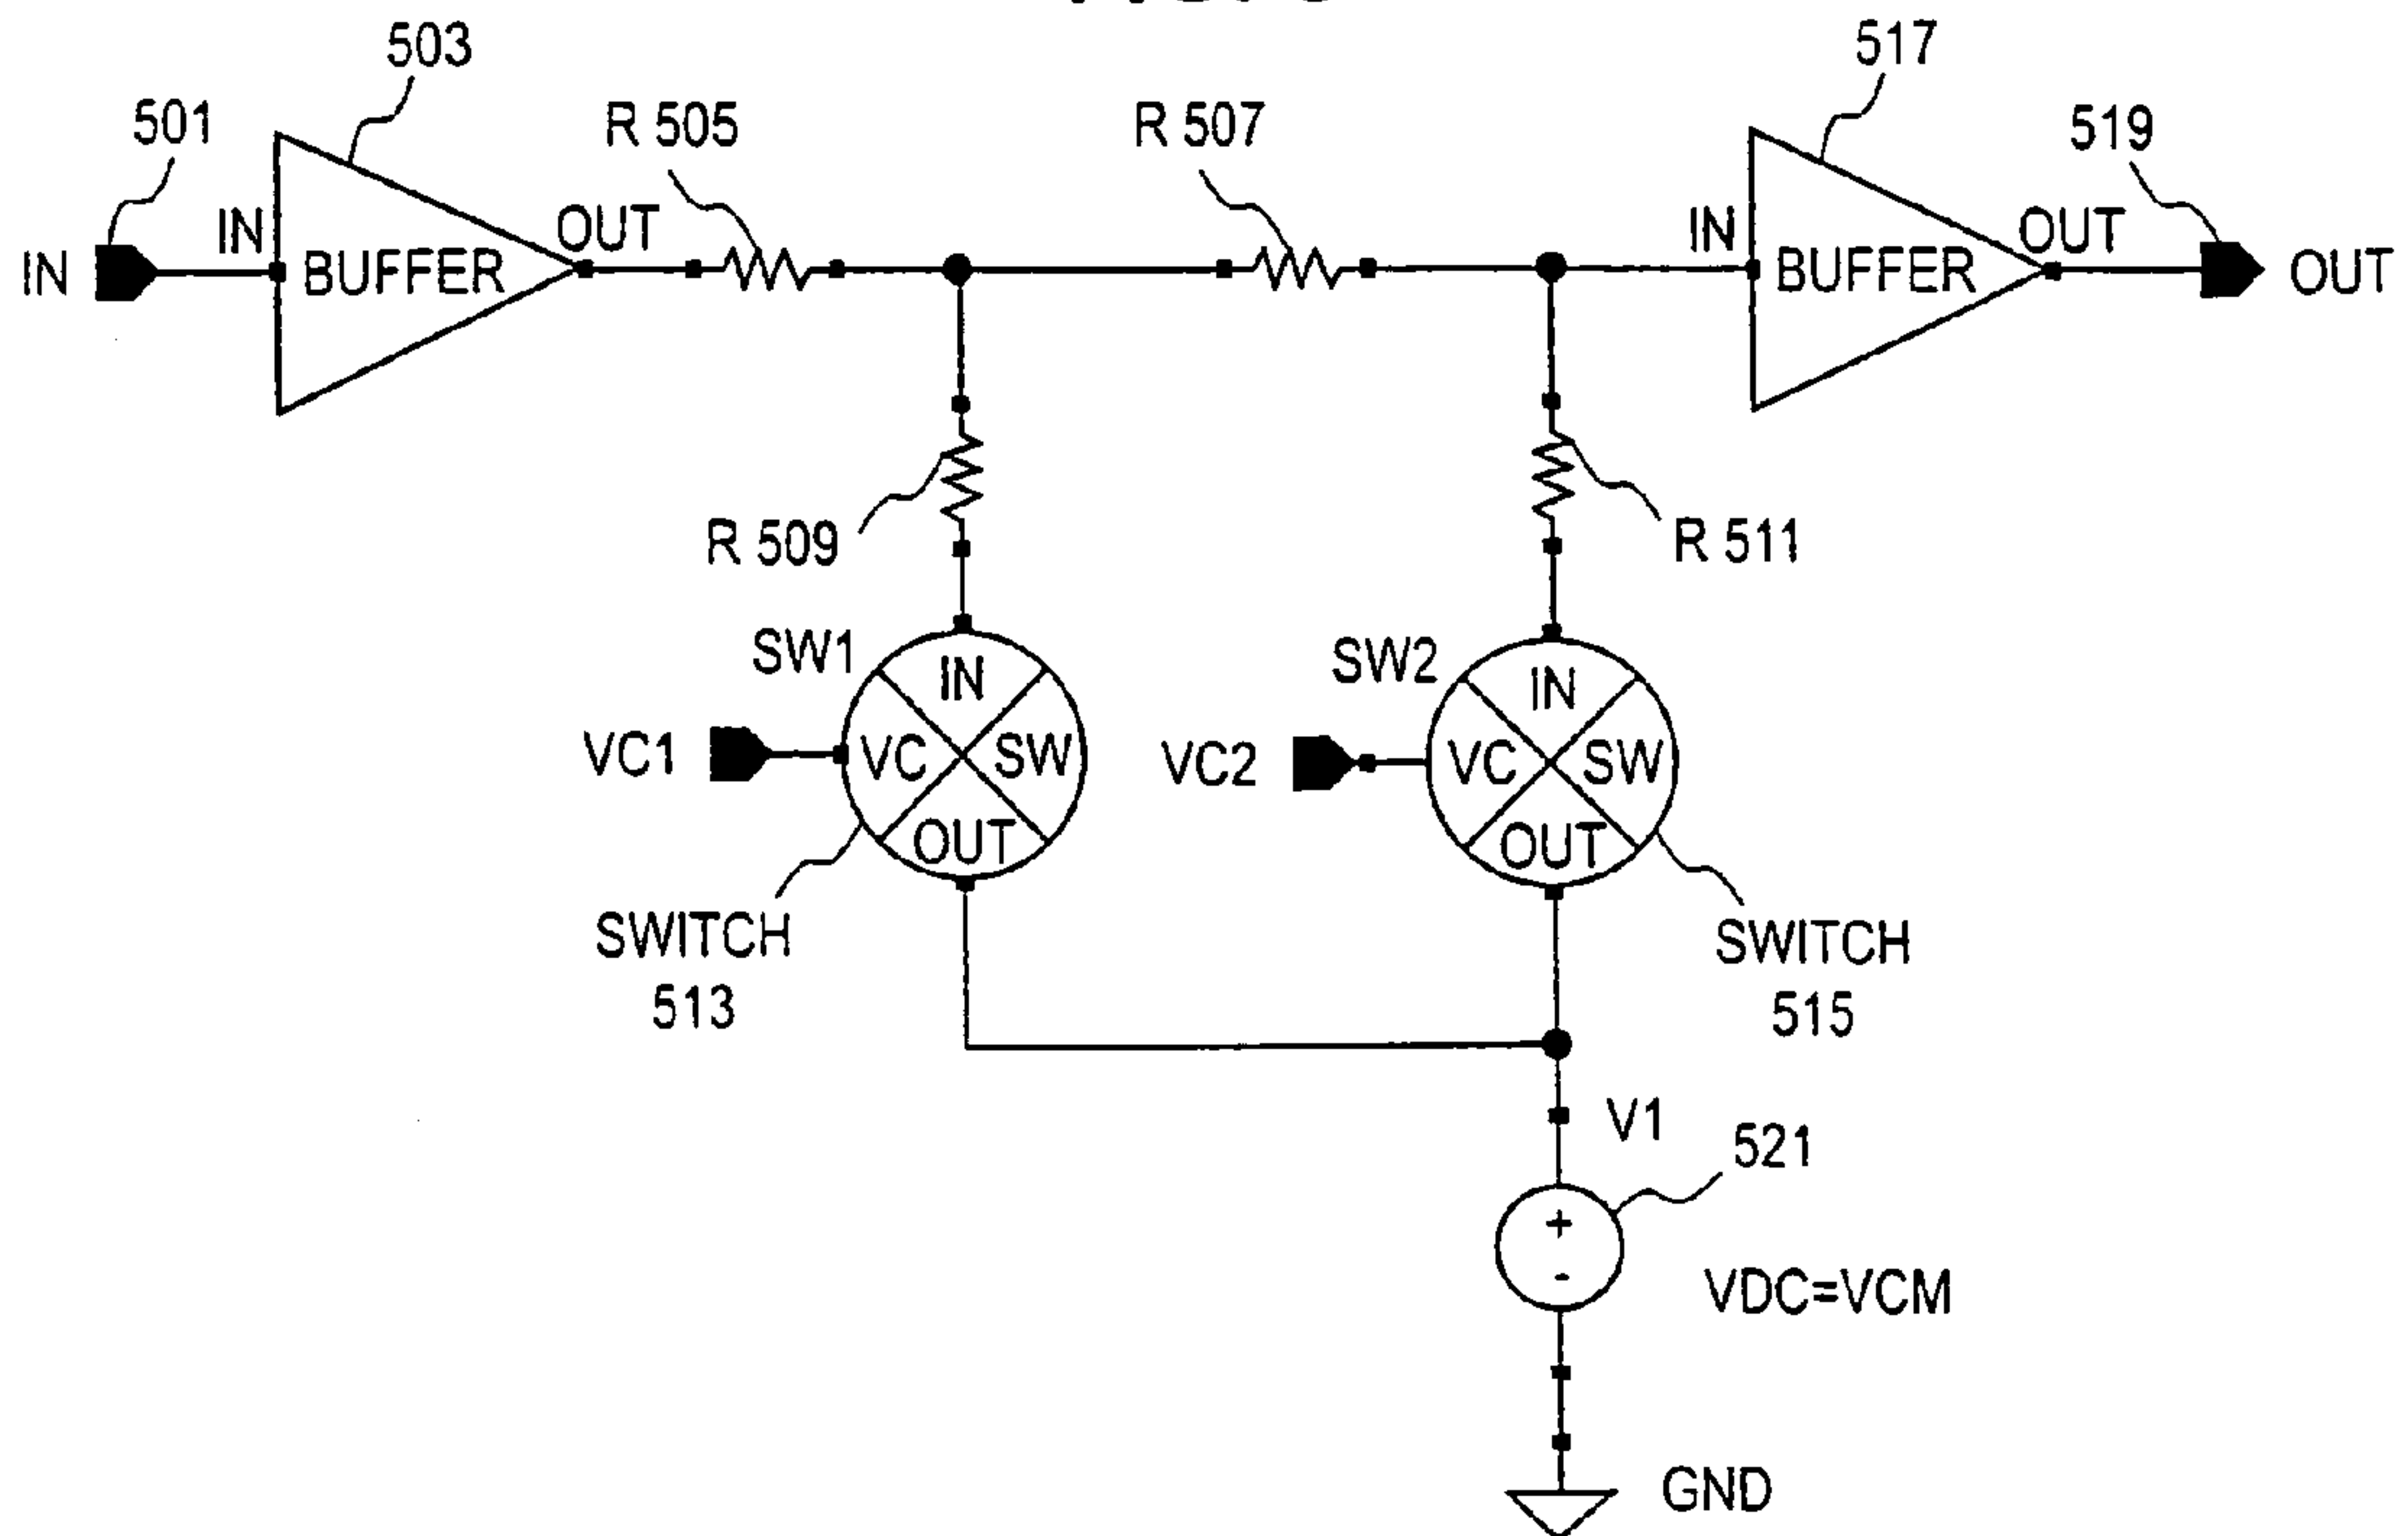 503
517
501
R 505
R 507
519
IN
IN
BUFFER
OUT
IN
BUFFER
OUT
OUT
R 509
R 511
SW1
IN
VC
SW
OUT
VC1
SW2
IN
VC
SW
OUT
VC2
SWITCH
513
SWITCH
515
V1
521
+
-
VDC=VCM
GND